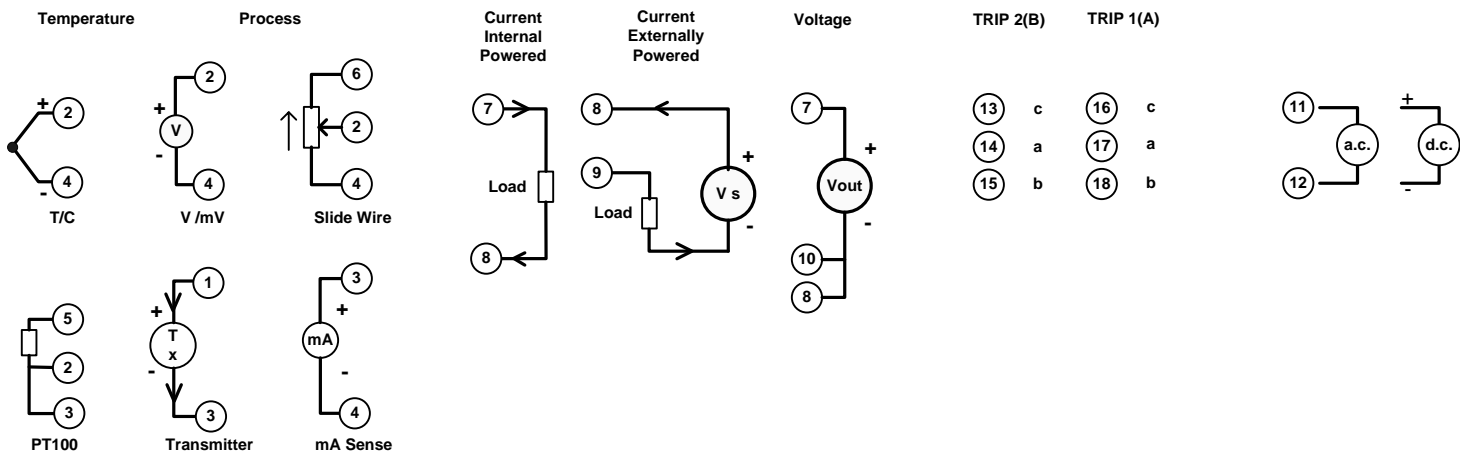 Temperature
Process
Current
Internal
Powered
Current
Externally
Powered
Voltage
TRIP 2(B)
TRIP 1(A)
+
2
-
4
T/C
2
+
V
-
4
V /mV
6
2
4
Slide Wire
7
Load
8
8
9
Load
+
V s
-
7
+
Vout
-
10
8
13 c
14 a
15 b
16 c
17 a
18 b
11
a.c.
12
+
d.c.
-
5
2
3
PT100
1
+
T
x
-
3
Transmitter
3
+
mA
-
4
mA Sense